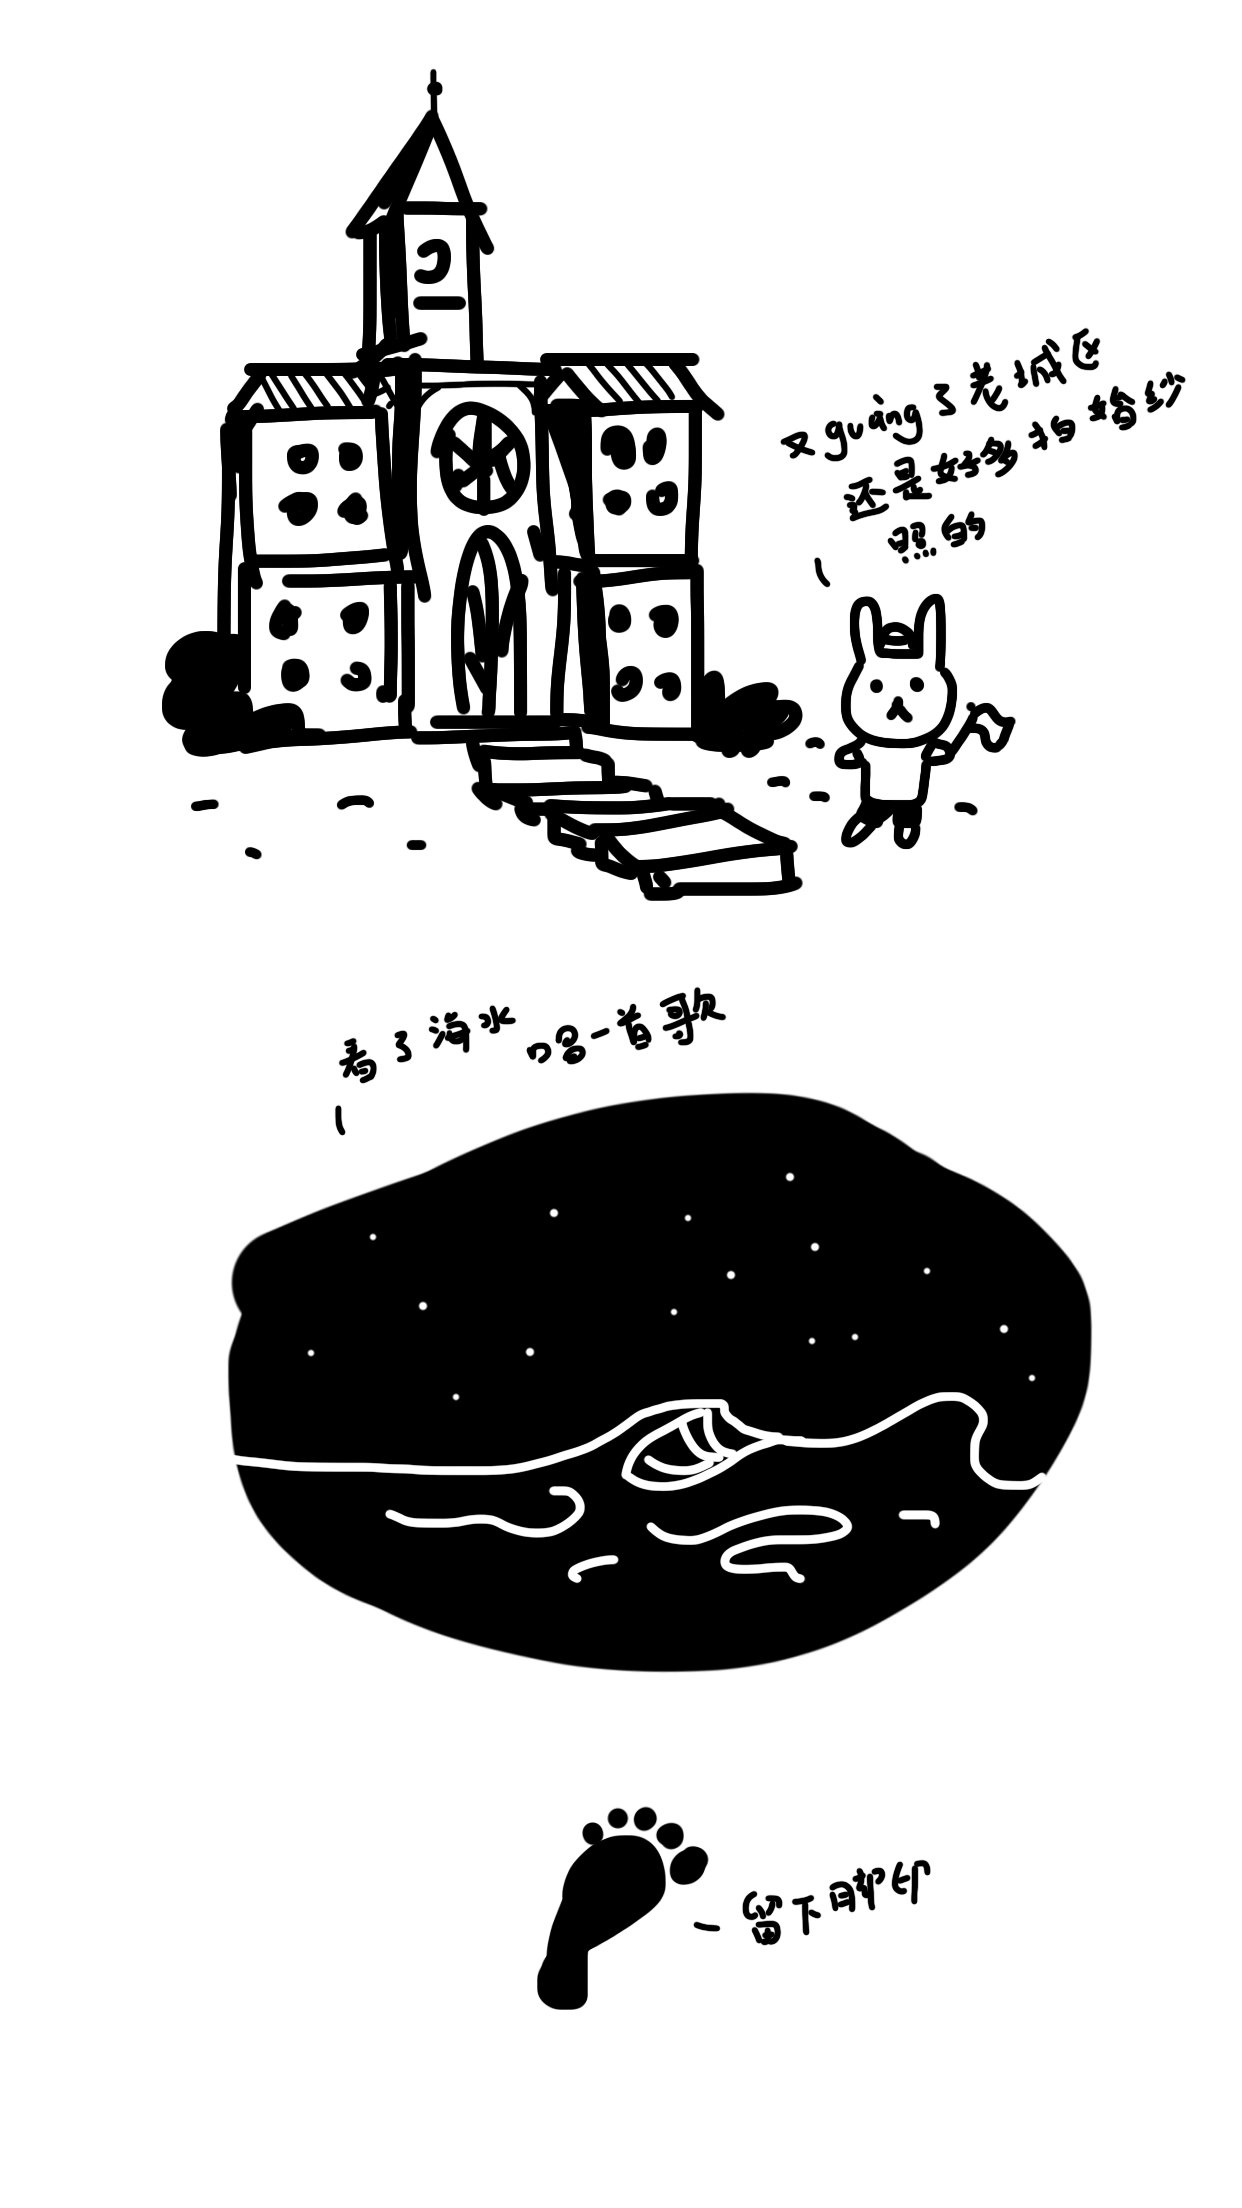 又guàng了老城区
还是好多拍婚纱
照的
看了海水 唱一首歌
留下脚印